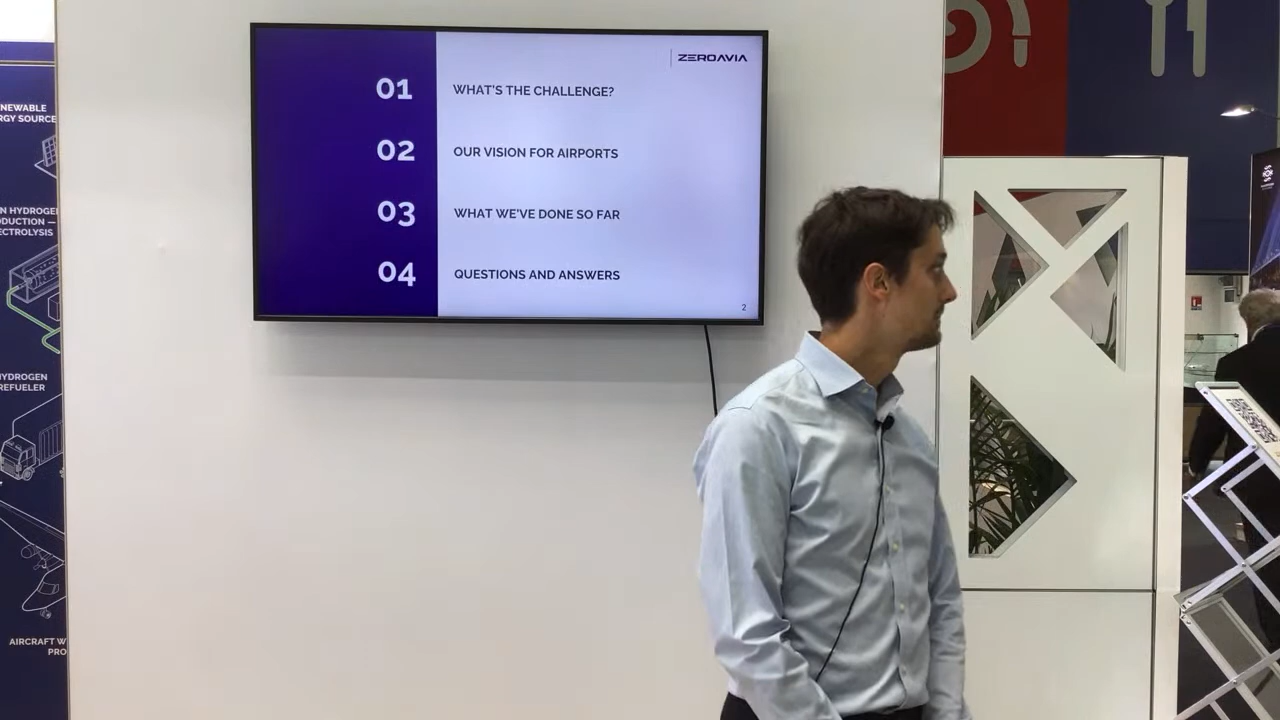 ZEROAVIA
01 WHAT'S THE CHALLENGE?
02 OUR VISION FOR AIRPORTS
03 WHAT WE'VE DONE SO FAR
04 QUESTIONS AND ANSWERS
2
NEWABLE
RGY SOURCE
N HYDROGEN
DUCTION —
ECTROLYSIS
HYDROGEN
REFUELER
AIRCRAFT W
PRO